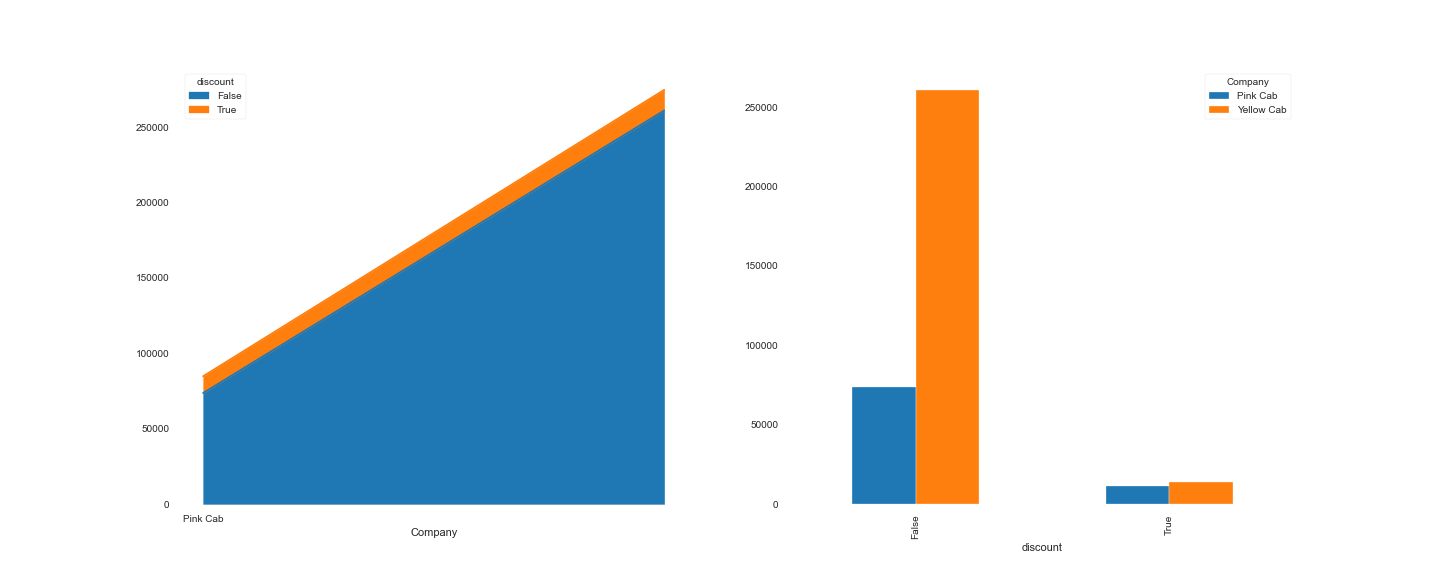 discount
False
True
250000
200000
150000
100000
50000
0
Pink Cab
Company
Company
Pink Cab
Yellow Cab
250000
200000
150000
100000
50000
0
False
True
discount